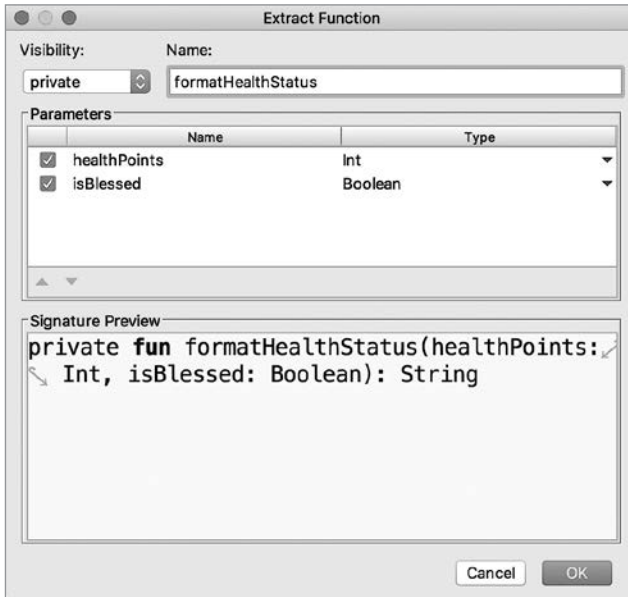 Extract Function
Visibility: Name:
private formatHealthStatus
Parameters
Name Type
healthPoints Int
isBlessed Boolean
Signature Preview
private fun formatHealthStatus(healthPoints:
Int, isBlessed: Boolean): String
Cancel OK